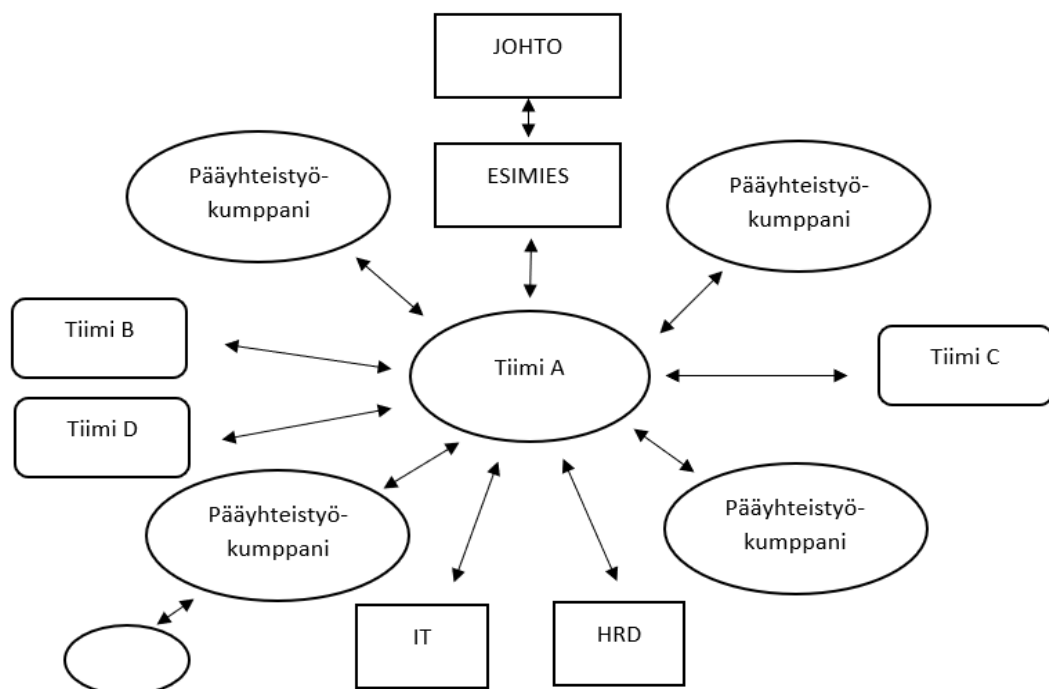 JOHTO
Pääyhteistyö-
kumppani
ESIMIES
Pääyhteistyö-
kumppani
Tiimi B
Tiimi A
Tiimi C
Tiimi D
Pääyhteistyö-
kumppani
Pääyhteistyö-
kumppani
IT
HRD